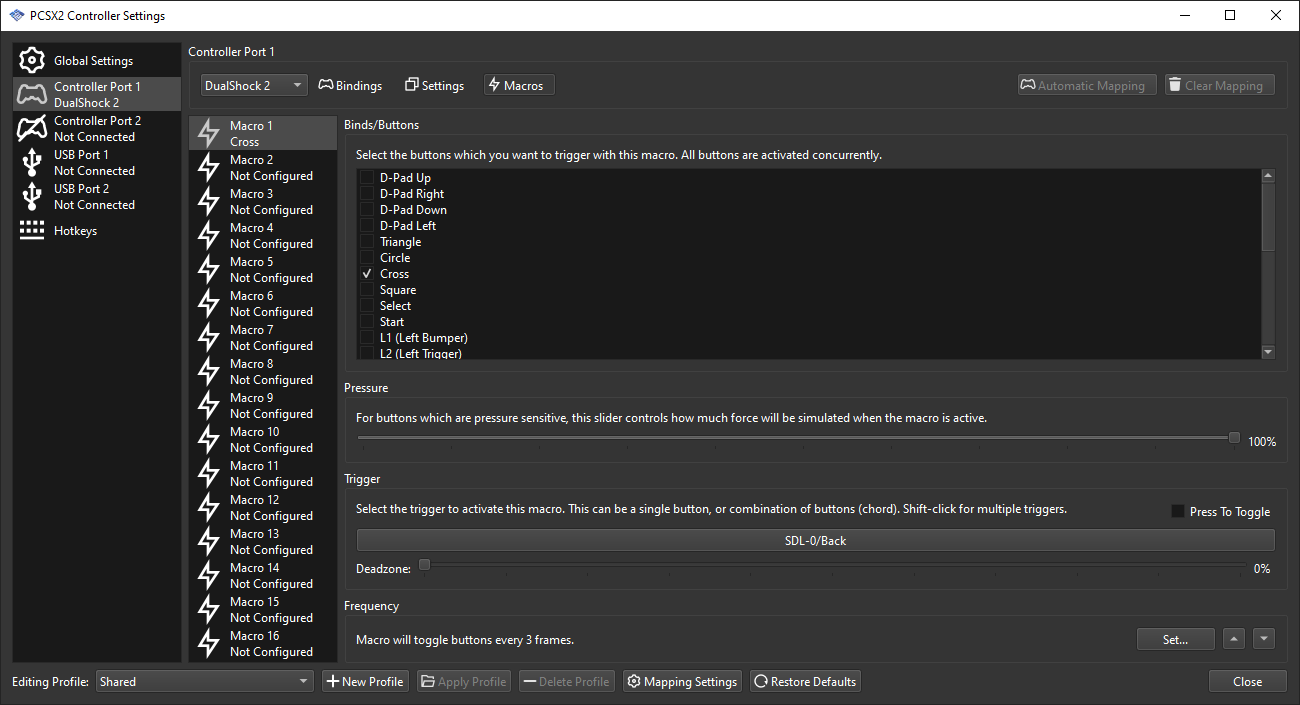 PCSX2 Controller Settings
Global Settings
Controller Port 1
DualShock 2
Controller Port 2
Not Connected
USB Port 1
Not Connected
USB Port 2
Not Connected
Hotkeys
Controller Port 1
DualShock 2
Bindings
Settings
Macros
Automatic Mapping
Clear Mapping
Macro 1
Cross
Macro 2
Not Configured
Macro 3
Not Configured
Macro 4
Not Configured
Macro 5
Not Configured
Macro 6
Not Configured
Macro 7
Not Configured
Macro 8
Not Configured
Macro 9
Not Configured
Macro 10
Not Configured
Macro 11
Not Configured
Macro 12
Not Configured
Macro 13
Not Configured
Macro 14
Not Configured
Macro 15
Not Configured
Macro 16
Not Configured
Binds/Buttons
Select the buttons which you want to trigger with this macro. All buttons are activated concurrently.
D-Pad Up
D-Pad Right
D-Pad Down
D-Pad Left
Triangle
Circle
Cross
Square
Select
Start
L1 (Left Bumper)
L2 (Left Trigger)
Pressure
For buttons which are pressure sensitive, this slider controls how much force will be simulated when the macro is active.
100%
Trigger
Select the trigger to activate this macro. This can be a single button, or combination of buttons (chord). Shift-click for multiple triggers.
Press To Toggle
SDL-0/Back
Deadzone:
0%
Frequency
Macro will toggle buttons every 3 frames.
Set...
Editing Profile:
Shared
New Profile
Apply Profile
Delete Profile
Mapping Settings
Restore Defaults
Close